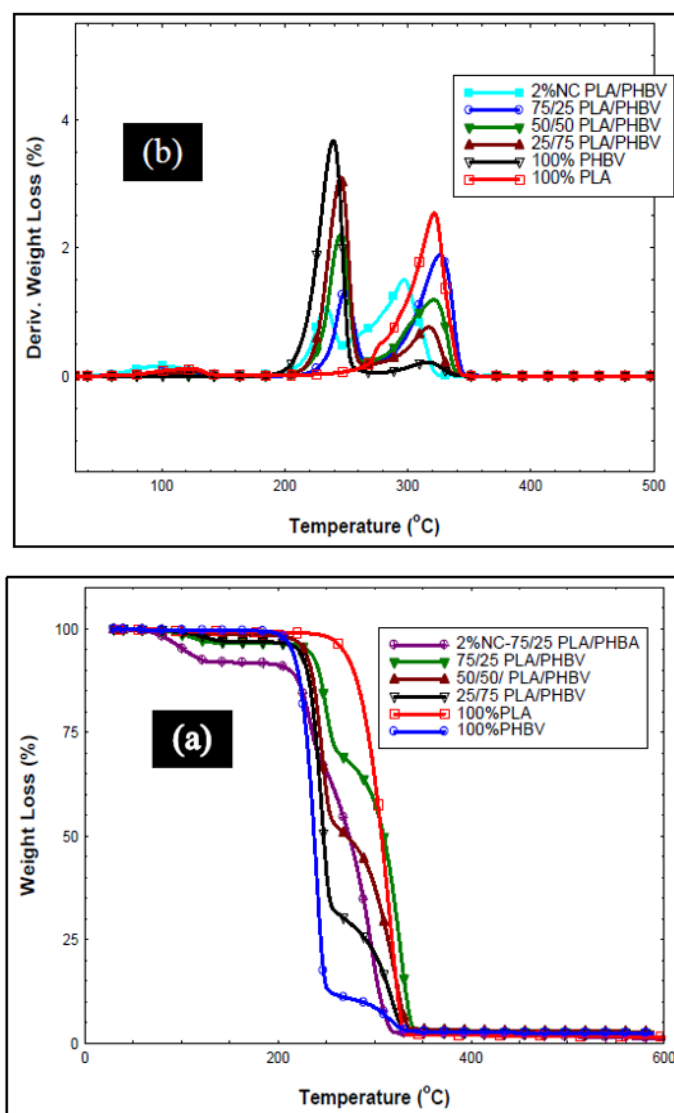 (b)
2%NC PLA/PHBV
75/25 PLA/PHBV
50/50 PLA/PHBV
25/75 PLA/PHBV
100% PHBV
100% PLA
4
2
0
Deriv. Weight Loss (%)
100 200 300 400 500
Temperature (°C)
(a)
2%NC-75/25 PLA/PHBA
75/25 PLA/PHBV
50/50/ PLA/PHBV
25/75 PLA/PHBV
100%PLA
100%PHBV
100
75
50
25
0
Weight Loss (%)
0 200 400 600
Temperature (°C)